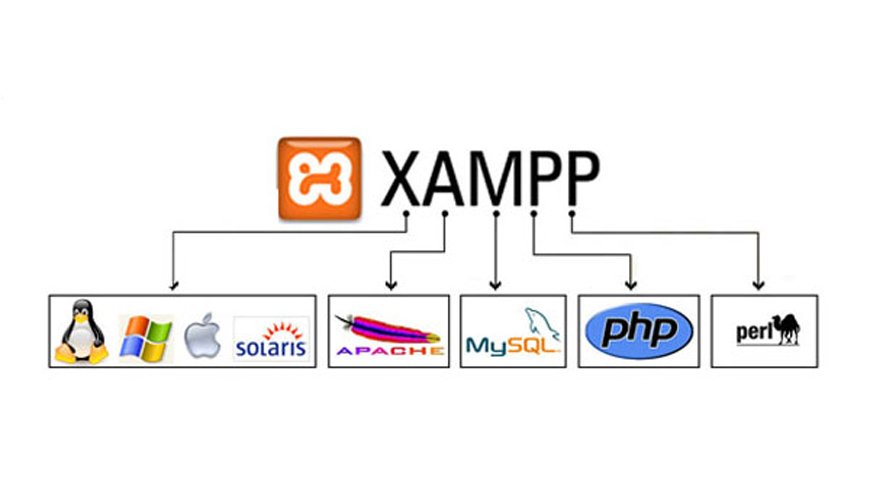 XAMPP
solaris
APACHE
MySQL
php
perl